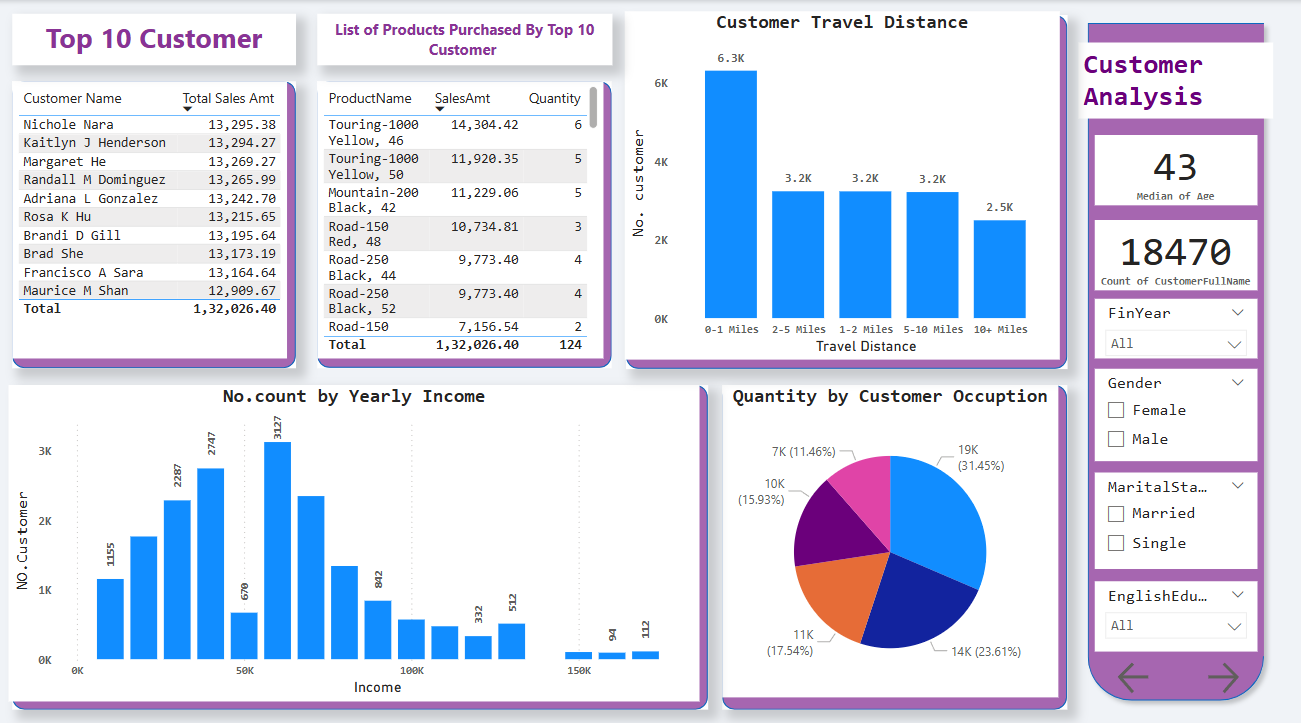 Top 10 Customer
Customer Name Total Sales Amt
Nichole Nara 13,295.38
Kaitlyn J Henderson 13,294.27
Margaret He 13,269.27
Randall M Dominguez 13,265.99
Adriana L Gonzalez 13,242.70
Rosa K Hu 13,215.65
Brandi D Gill 13,195.64
Brad She 13,173.19
Francisco A Sara 13,164.64
Maurice M Shan 12,909.67
Total 1,32,026.40
List of Products Purchased By Top 10
Customer
ProductName SalesAmt Quantity
Touring-1000 14,304.42 6
Yellow, 46
Touring-1000 11,920.35 5
Yellow, 50
Mountain-200 11,229.06 5
Black, 42
Road-150 10,734.81 3
Red, 48
Road-250 9,773.40 4
Black, 44
Road-250 9,773.40 4
Black, 52
Road-150 7,156.54 2
Total 1,32,026.40 124
Customer Travel Distance
No. customer
6K
4K
2K
0K
6.3K
3.2K
3.2K
3.2K
2.5K
0-1 Miles 2-5 Miles 1-2 Miles 5-10 Miles 10+ Miles
Travel Distance
Customer
Analysis
43
Median of Age
18470
Count of CustomerFullName
FinYear
All
Gender
Female
Male
MaritalSta...
Married
Single
EnglishEdu...
All
No.count by Yearly Income
NO.Customer
3K
2K
1K
0K
1155
2287
2747
670
3127
842
332
512
94
112
0K 50K 100K 150K
Income
Quantity by Customer Occuption
19K
(31.45%)
14K (23.61%)
11K
(17.54%)
10K
(15.93%)
7K (11.46%)